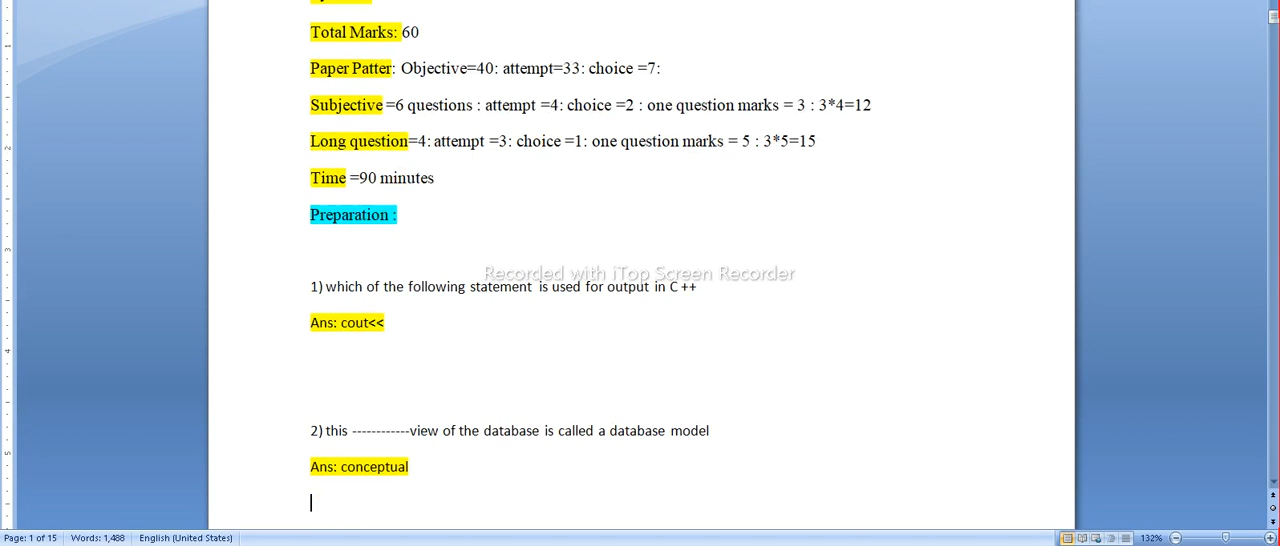 Total Marks: 60
Paper Patter: Objective=40: attempt=33: choice =7:
Subjective =6 questions : attempt =4: choice =2 : one question marks = 3 : 3*4=12
Long question=4: attempt =3: choice =1: one question marks = 5 : 3*5=15
Time =90 minutes
Preparation :
Recorded with iTop Screen Recorder
1) which of the following statement is used for output in C ++
Ans: cout<<
2) this ------------view of the database is called a database model
Ans: conceptual
Page: 1 of 15 Words: 1,488 English (United States) 132%